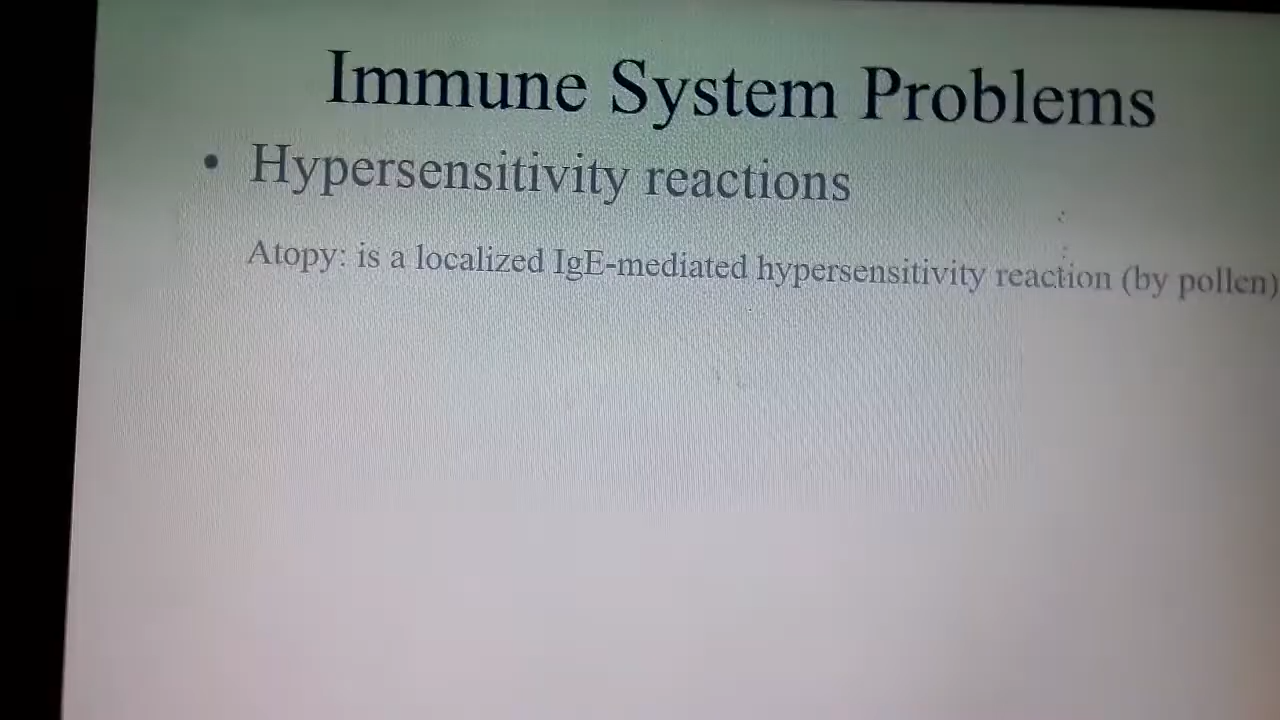 Immune System Problems
• Hypersensitivity reactions
Atopy: is a localized IgE-mediated hypersensitivity reaction (by pollen)